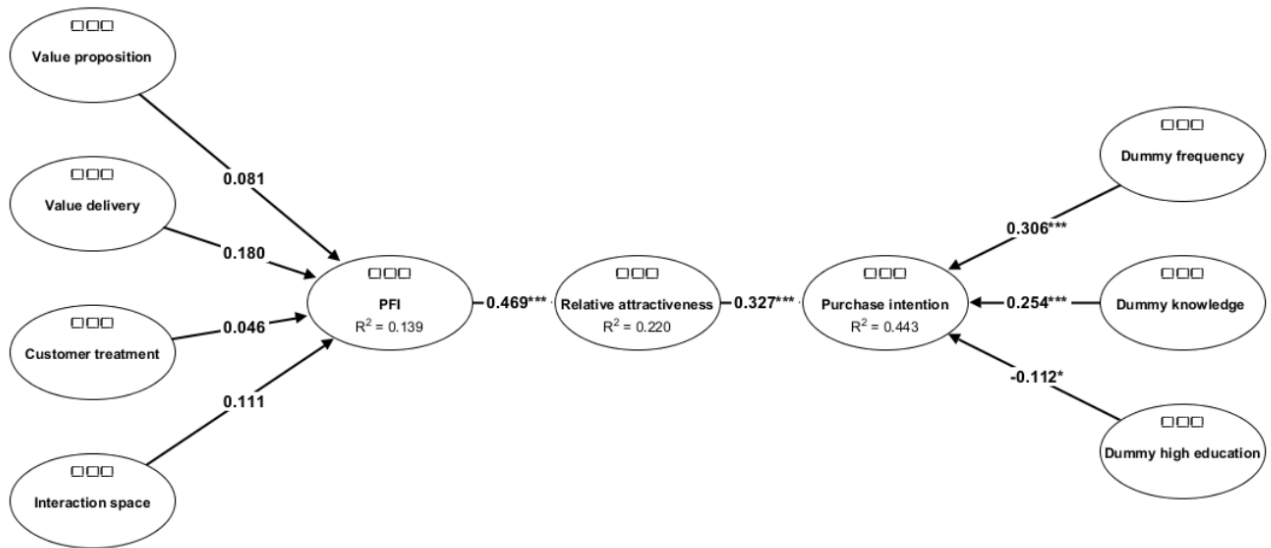 Value proposition
0.081
Value delivery
0.180
Customer treatment
0.046
Interaction space
0.111
PFI
R² = 0.139
0.469***
Relative attractiveness
R² = 0.220
0.327***
Purchase intention
R² = 0.443
Dummy frequency
0.306***
Dummy knowledge
0.254***
Dummy high education
-0.112*